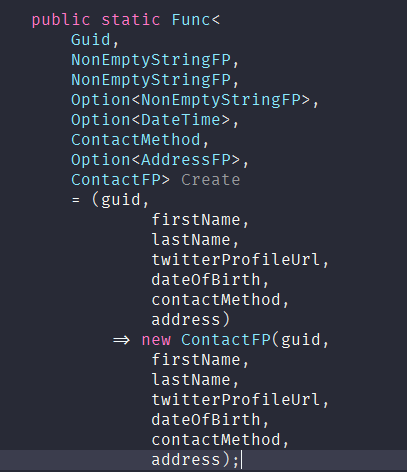 public static Func<
Guid,
NonEmptyStringFP,
NonEmptyStringFP,
Option<NonEmptyStringFP>,
Option<DateTime>,
ContactMethod,
Option<AddressFP>,
ContactFP> Create
= (guid,
firstName,
lastName,
twitterProfileUrl,
dateOfBirth,
contactMethod,
address)
=> new ContactFP(guid,
firstName,
lastName,
twitterProfileUrl,
dateOfBirth,
contactMethod,
address);